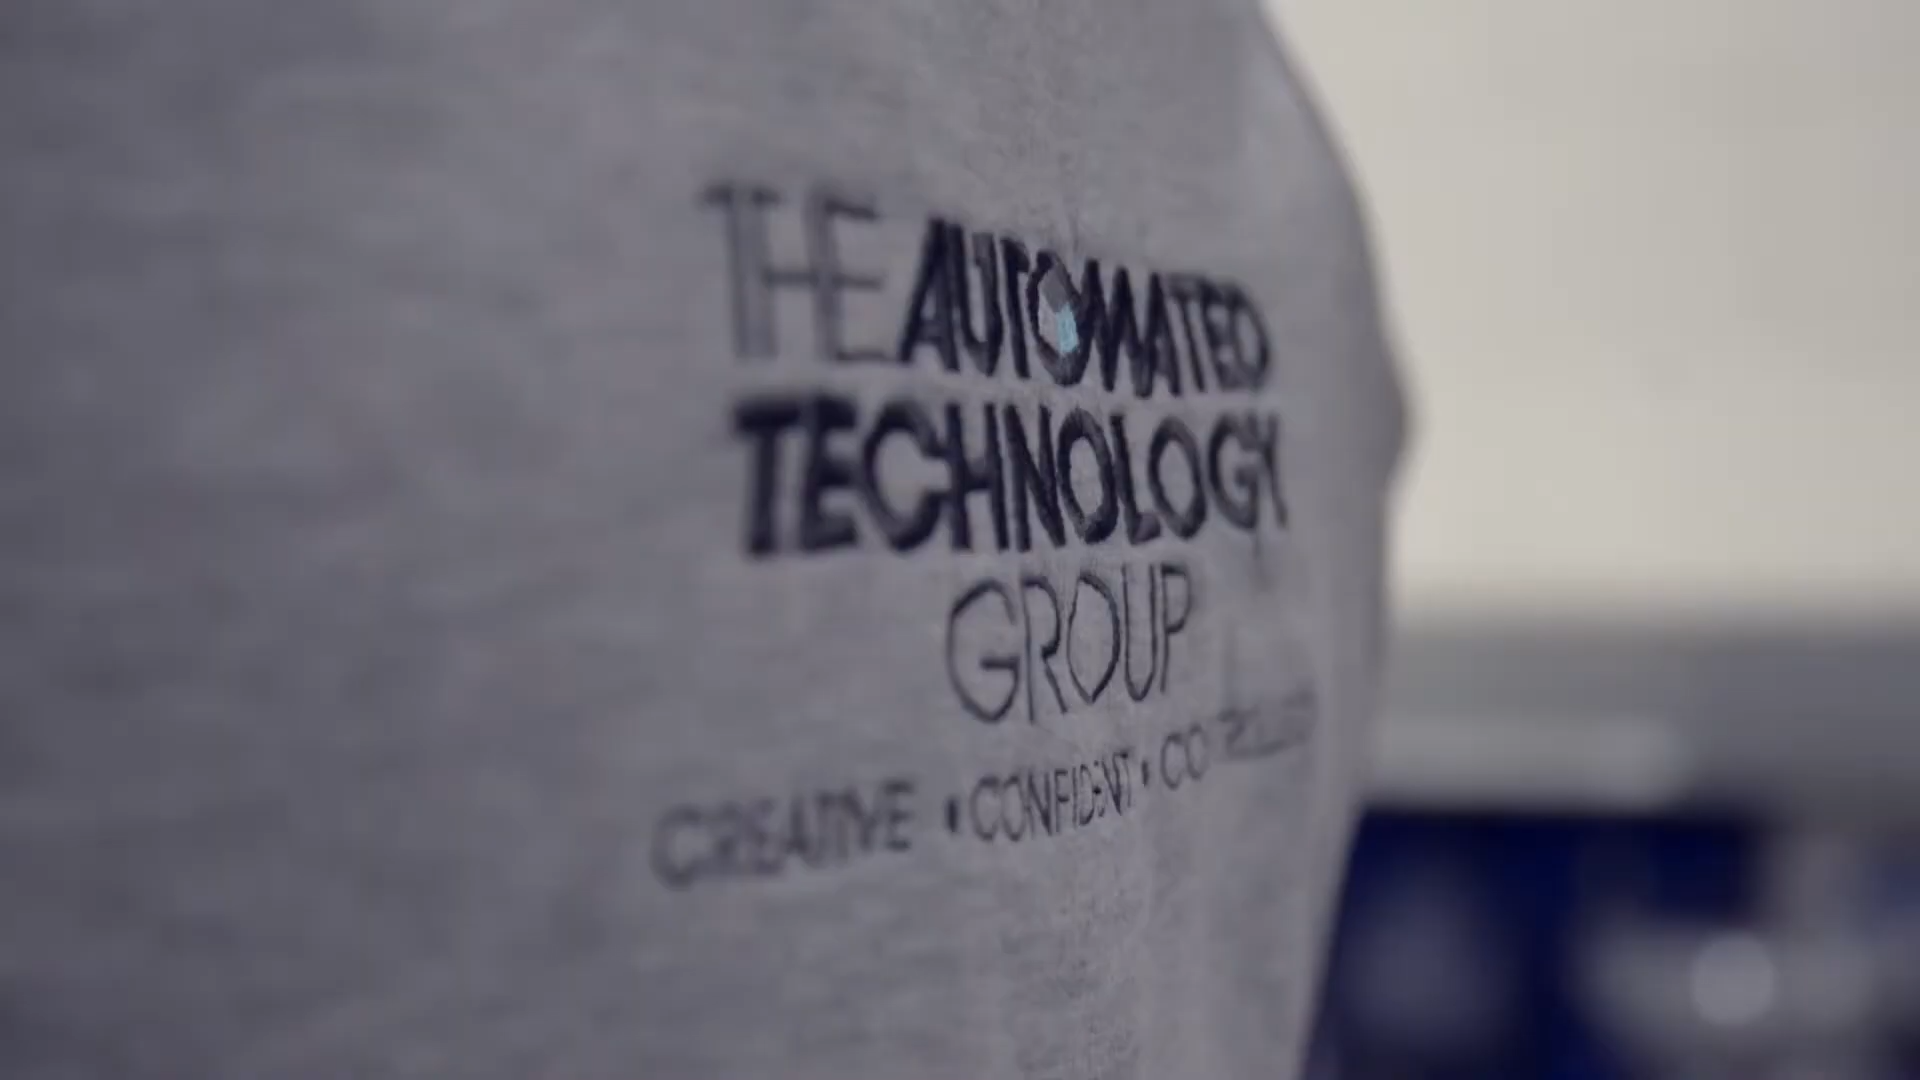 THE AUTOMATED
TECHNOLOGY
GROUP
CREATIVE • CONFIDENT •